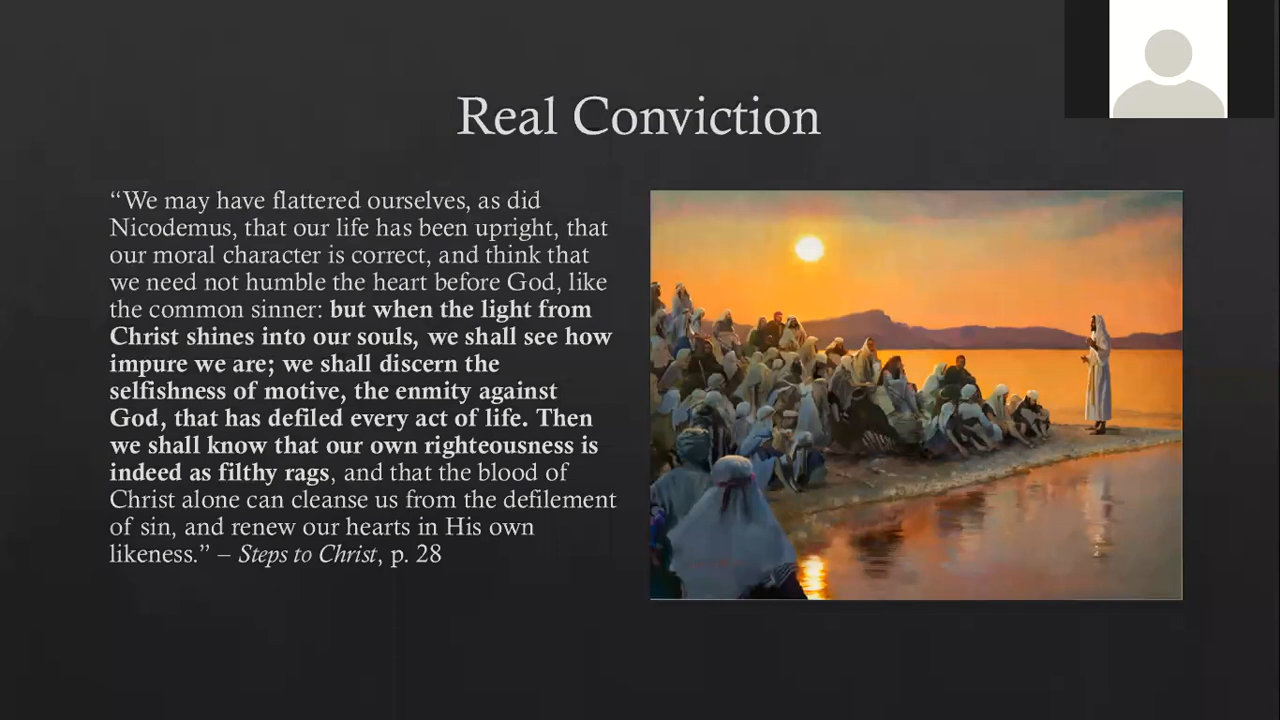 Real Conviction
“We may have flattered ourselves, as did
Nicodemus, that our life has been upright, that
our moral character is correct, and think that
we need not humble the heart before God, like
the common sinner: but when the light from
Christ shines into our souls, we shall see how
impure we are; we shall discern the
selfishness of motive, the enmity against
God, that has defiled every act of life. Then
we shall know that our own righteousness is
indeed as filthy rags, and that the blood of
Christ alone can cleanse us from the defilement
of sin, and renew our hearts in His own
likeness.” – Steps to Christ, p. 28